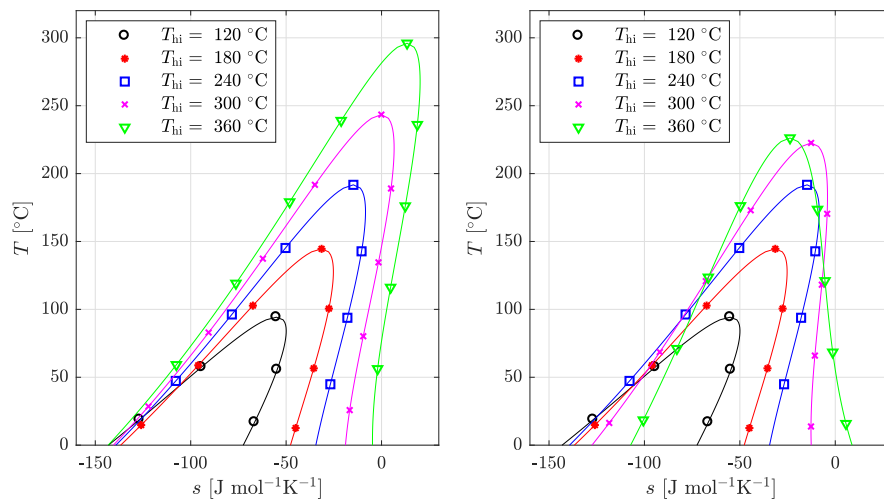 300
250
200
150
100
50
0
T [°C]
-150
-100
-50
0
s [J mol⁻¹K⁻¹]
T_hi = 120 °C
T_hi = 180 °C
T_hi = 240 °C
T_hi = 300 °C
T_hi = 360 °C
300
250
200
150
100
50
0
T [°C]
-150
-100
-50
0
s [J mol⁻¹K⁻¹]
T_hi = 120 °C
T_hi = 180 °C
T_hi = 240 °C
T_hi = 300 °C
T_hi = 360 °C